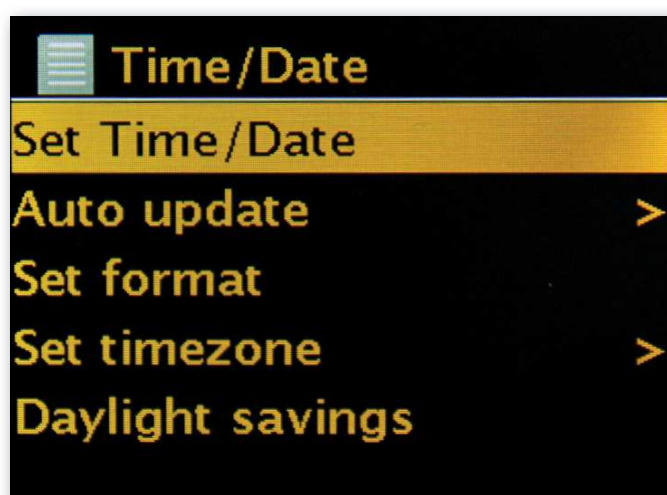 Time/Date
Set Time/Date
Auto update >
Set format
Set timezone >
Daylight savings